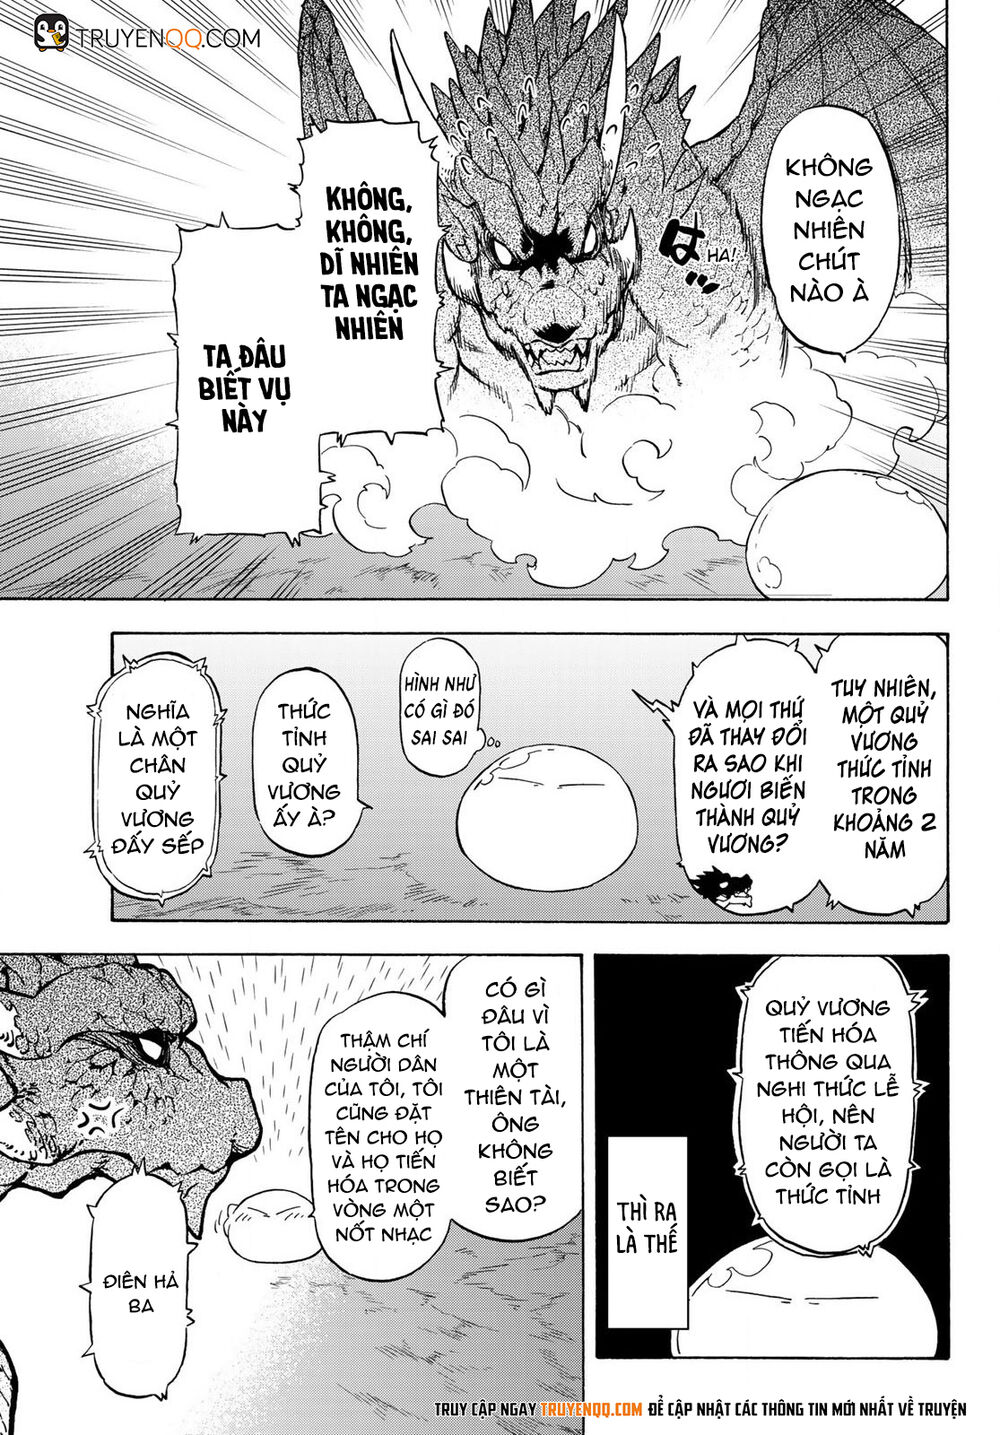 TRUYENQQ.COM
KHÔNG
NGẠC
NHIÊN
CHÚT
NÀO À
はッ
HA!
KHÔNG,
KHÔNG,
DĨ NHIÊN
TA NGẠC
NHIÊN
TA ĐÂU
BIẾT VỤ
NÀY
TUY NHIÊN,
MỘT QUỶ
VƯƠNG
THỨC TỈNH
TRONG
KHOẢNG 2
NĂM
VÀ MỌI THỨ
ĐÃ THAY ĐỔI
RA SAO KHI
NGƯƠI BIẾN
THÀNH QUỶ
VƯƠNG?
HÌNH NHƯ
CÓ GÌ ĐÓ
SAI SAI
THỨC
TỈNH
QUỶ
VƯƠNG
ẤY À?
NGHĨA
LÀ MỘT
CHÂN
QUỶ
VƯƠNG
ĐẤY SẾP
QUỶ VƯƠNG
TIẾN HÓA
THÔNG QUA
NGHI THỨC LỄ
HỘI, NÊN
NGƯỜI TA
CÒN GỌI LÀ
THỨC TỈNH
THÌ RA
LÀ THẾ
CÓ GÌ
ĐÂU VÌ
TÔI LÀ
MỘT
THIÊN TÀI,
ÔNG
KHÔNG
BIẾT
SAO?
THẬM CHÍ
NGƯỜI DÂN
CỦA TÔI, TÔI
CŨNG ĐẶT
TÊN CHO HỌ
VÀ HỌ TIẾN
HÓA TRONG
VÒNG MỘT
NỐT NHẠC
ĐIÊN HẢ
BA
TRUY CẬP NGAY TRUYENQQ.COM ĐỂ CẬP NHẬT CÁC THÔNG TIN MỚI NHẤT VỀ TRUYỆN